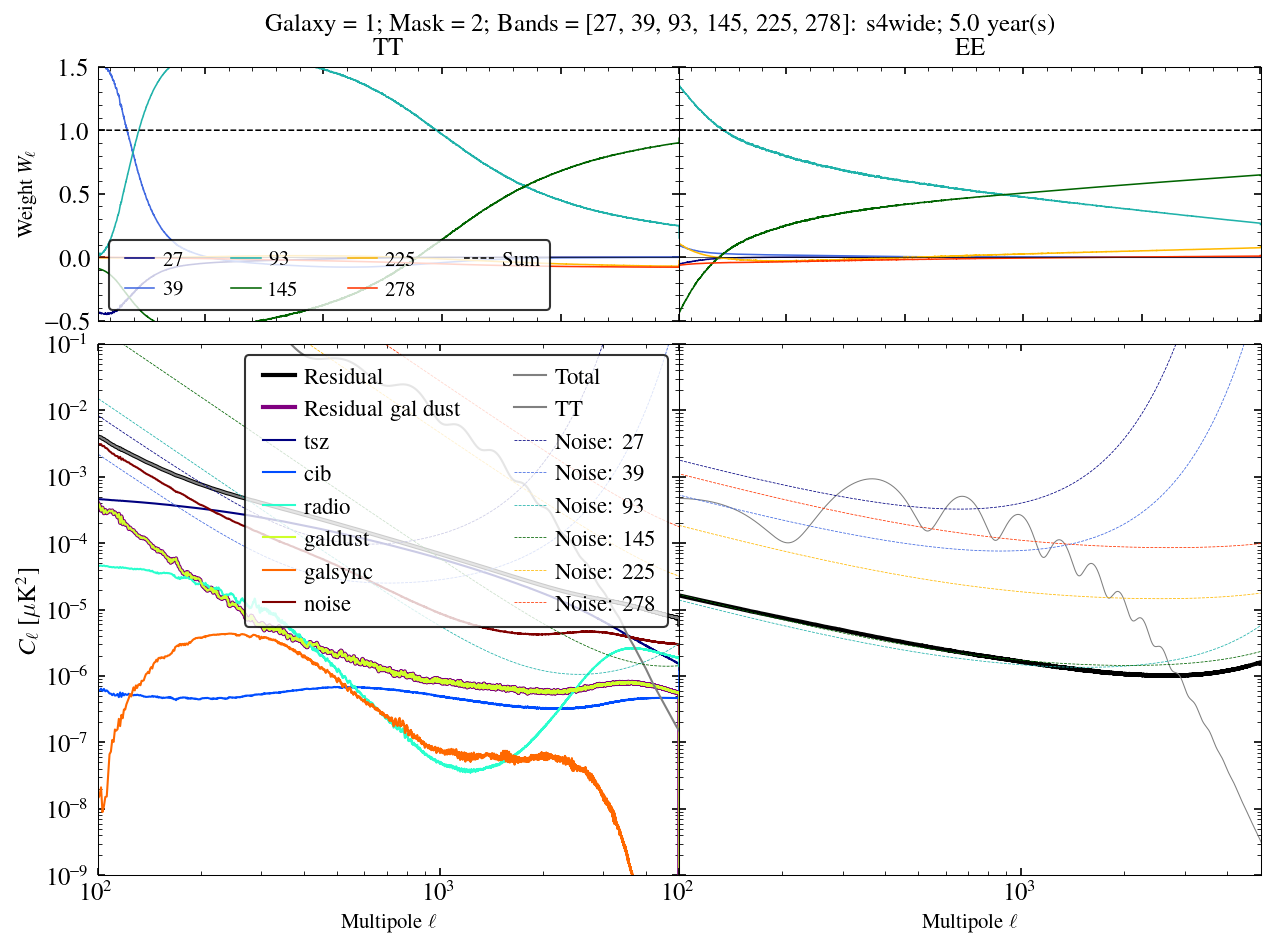 Galaxy = 1; Mask = 2; Bands = [27, 39, 93, 145, 225, 278]: s4wide; 5.0 year(s)
TT
EE
1.5
1.0
0.5
0.0
−0.5
Weight W_ℓ
27
93
225
Sum
39
145
278
10^{-1}
10^{-2}
10^{-3}
10^{-4}
10^{-5}
10^{-6}
10^{-7}
10^{-8}
10^{-9}
C_ℓ [μK^2]
Residual
Residual gal dust
tsz
cib
radio
galdust
galsync
noise
Total
TT
Noise: 27
Noise: 39
Noise: 93
Noise: 145
Noise: 225
Noise: 278
10^2
10^3
10^2
10^3
Multipole ℓ
Multipole ℓ